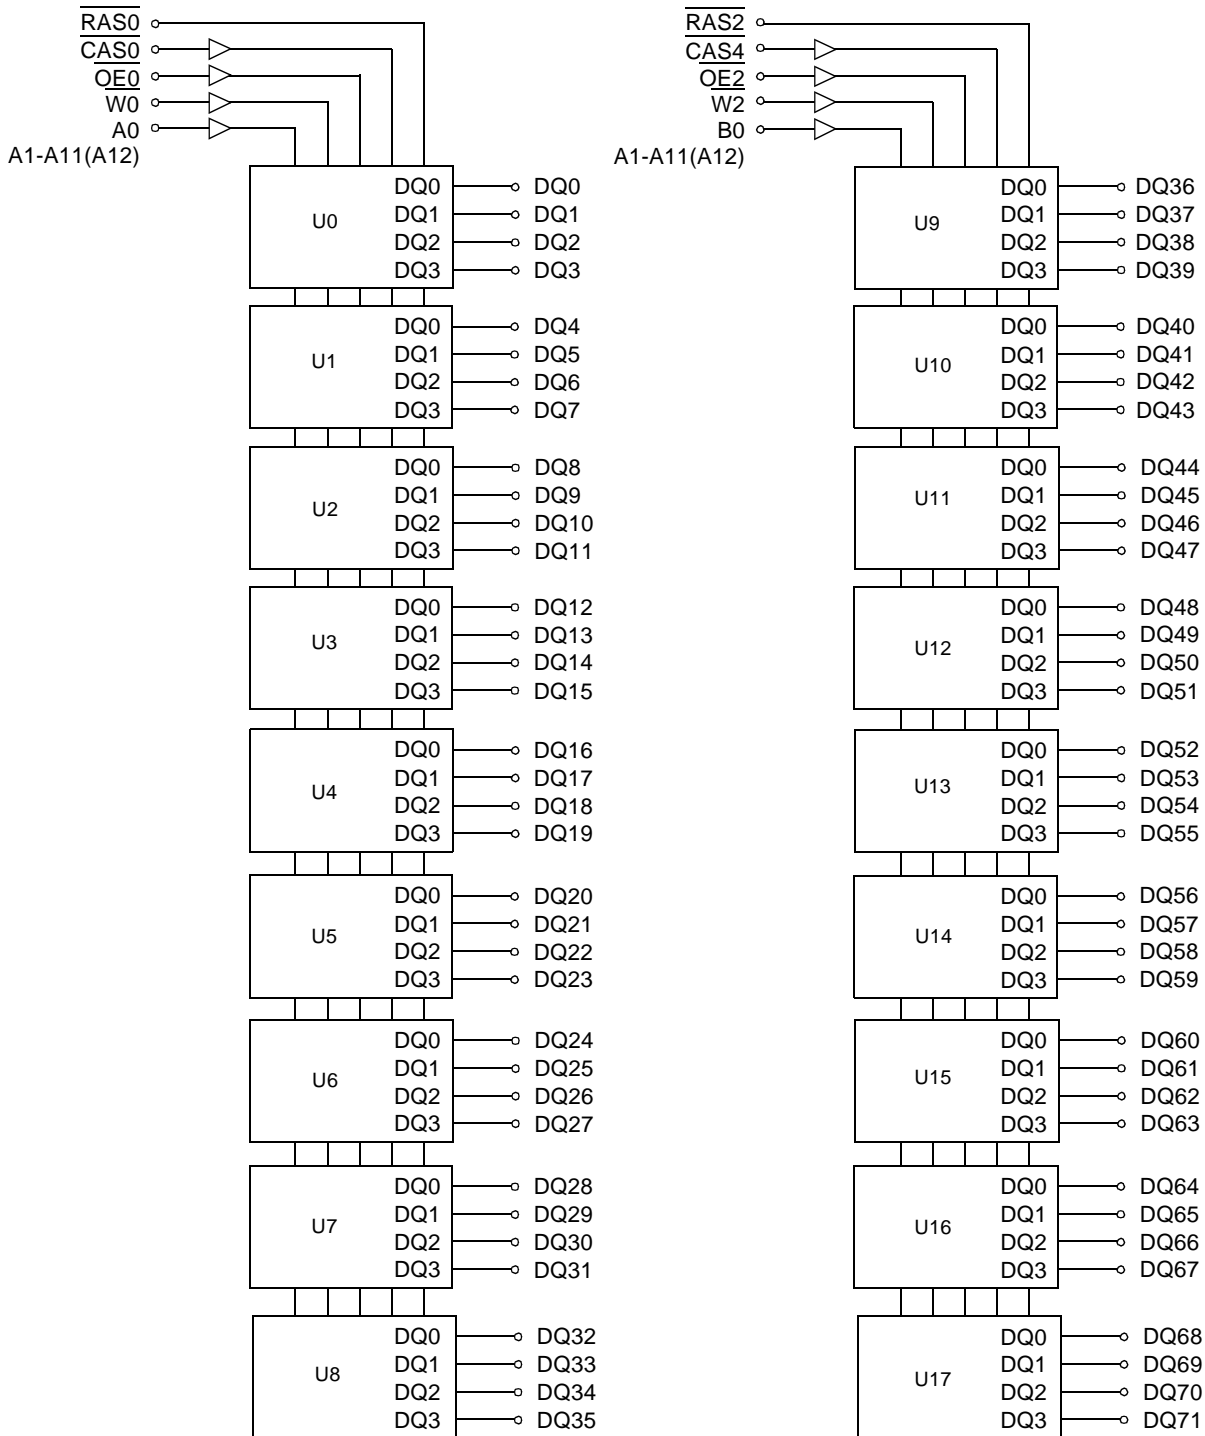 RAS0
CAS0
OE0
W0
A0
A1-A11(A12)
U0
DQ0 DQ0
DQ1 DQ1
DQ2 DQ2
DQ3 DQ3
U1
DQ0 DQ4
DQ1 DQ5
DQ2 DQ6
DQ3 DQ7
U2
DQ0 DQ8
DQ1 DQ9
DQ2 DQ10
DQ3 DQ11
U3
DQ0 DQ12
DQ1 DQ13
DQ2 DQ14
DQ3 DQ15
U4
DQ0 DQ16
DQ1 DQ17
DQ2 DQ18
DQ3 DQ19
U5
DQ0 DQ20
DQ1 DQ21
DQ2 DQ22
DQ3 DQ23
U6
DQ0 DQ24
DQ1 DQ25
DQ2 DQ26
DQ3 DQ27
U7
DQ0 DQ28
DQ1 DQ29
DQ2 DQ30
DQ3 DQ31
U8
DQ0 DQ32
DQ1 DQ33
DQ2 DQ34
DQ3 DQ35
RAS2
CAS4
OE2
W2
B0
A1-A11(A12)
U9
DQ0 DQ36
DQ1 DQ37
DQ2 DQ38
DQ3 DQ39
U10
DQ0 DQ40
DQ1 DQ41
DQ2 DQ42
DQ3 DQ43
U11
DQ0 DQ44
DQ1 DQ45
DQ2 DQ46
DQ3 DQ47
U12
DQ0 DQ48
DQ1 DQ49
DQ2 DQ50
DQ3 DQ51
U13
DQ0 DQ52
DQ1 DQ53
DQ2 DQ54
DQ3 DQ55
U14
DQ0 DQ56
DQ1 DQ57
DQ2 DQ58
DQ3 DQ59
U15
DQ0 DQ60
DQ1 DQ61
DQ2 DQ62
DQ3 DQ63
U16
DQ0 DQ64
DQ1 DQ65
DQ2 DQ66
DQ3 DQ67
U17
DQ0 DQ68
DQ1 DQ69
DQ2 DQ70
DQ3 DQ71